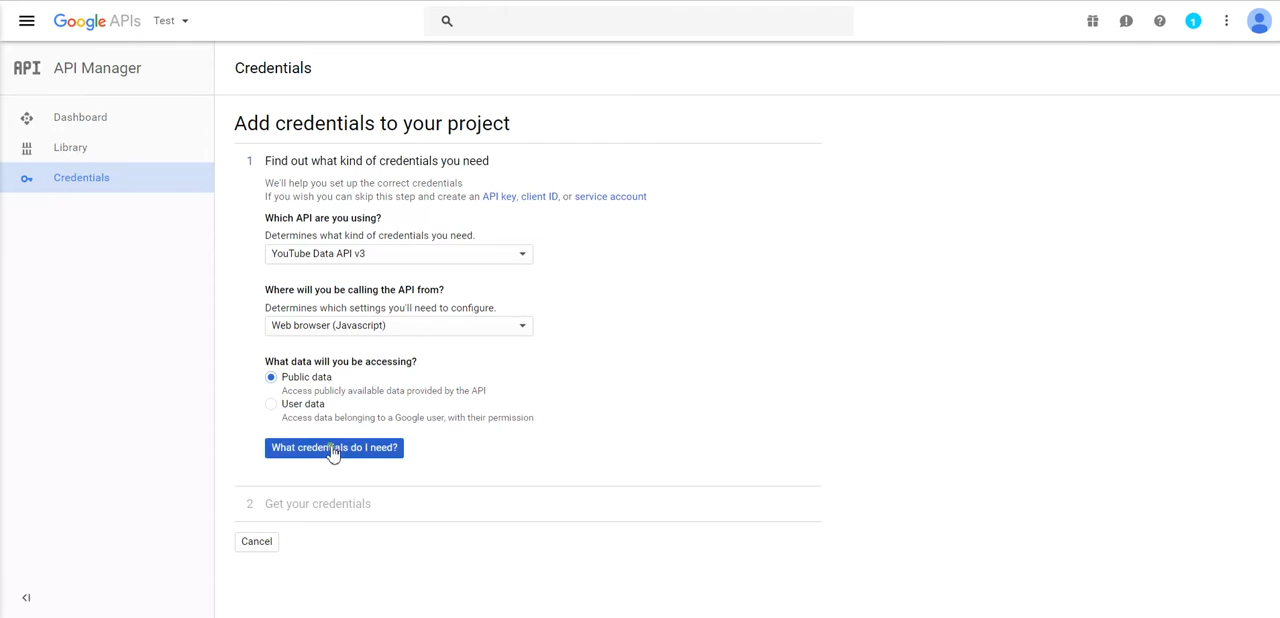 Google APIs Test
1
API API Manager
Credentials
Dashboard
Library
Credentials
Add credentials to your project
1 Find out what kind of credentials you need
We'll help you set up the correct credentials
If you wish you can skip this step and create an API key, client ID, or service account
Which API are you using?
Determines what kind of credentials you need.
YouTube Data API v3
Where will you be calling the API from?
Determines which settings you'll need to configure.
Web browser (Javascript)
What data will you be accessing?
Public data
Access publicly available data provided by the API
User data
Access data belonging to a Google user, with their permission
What credentials do I need?
2 Get your credentials
Cancel